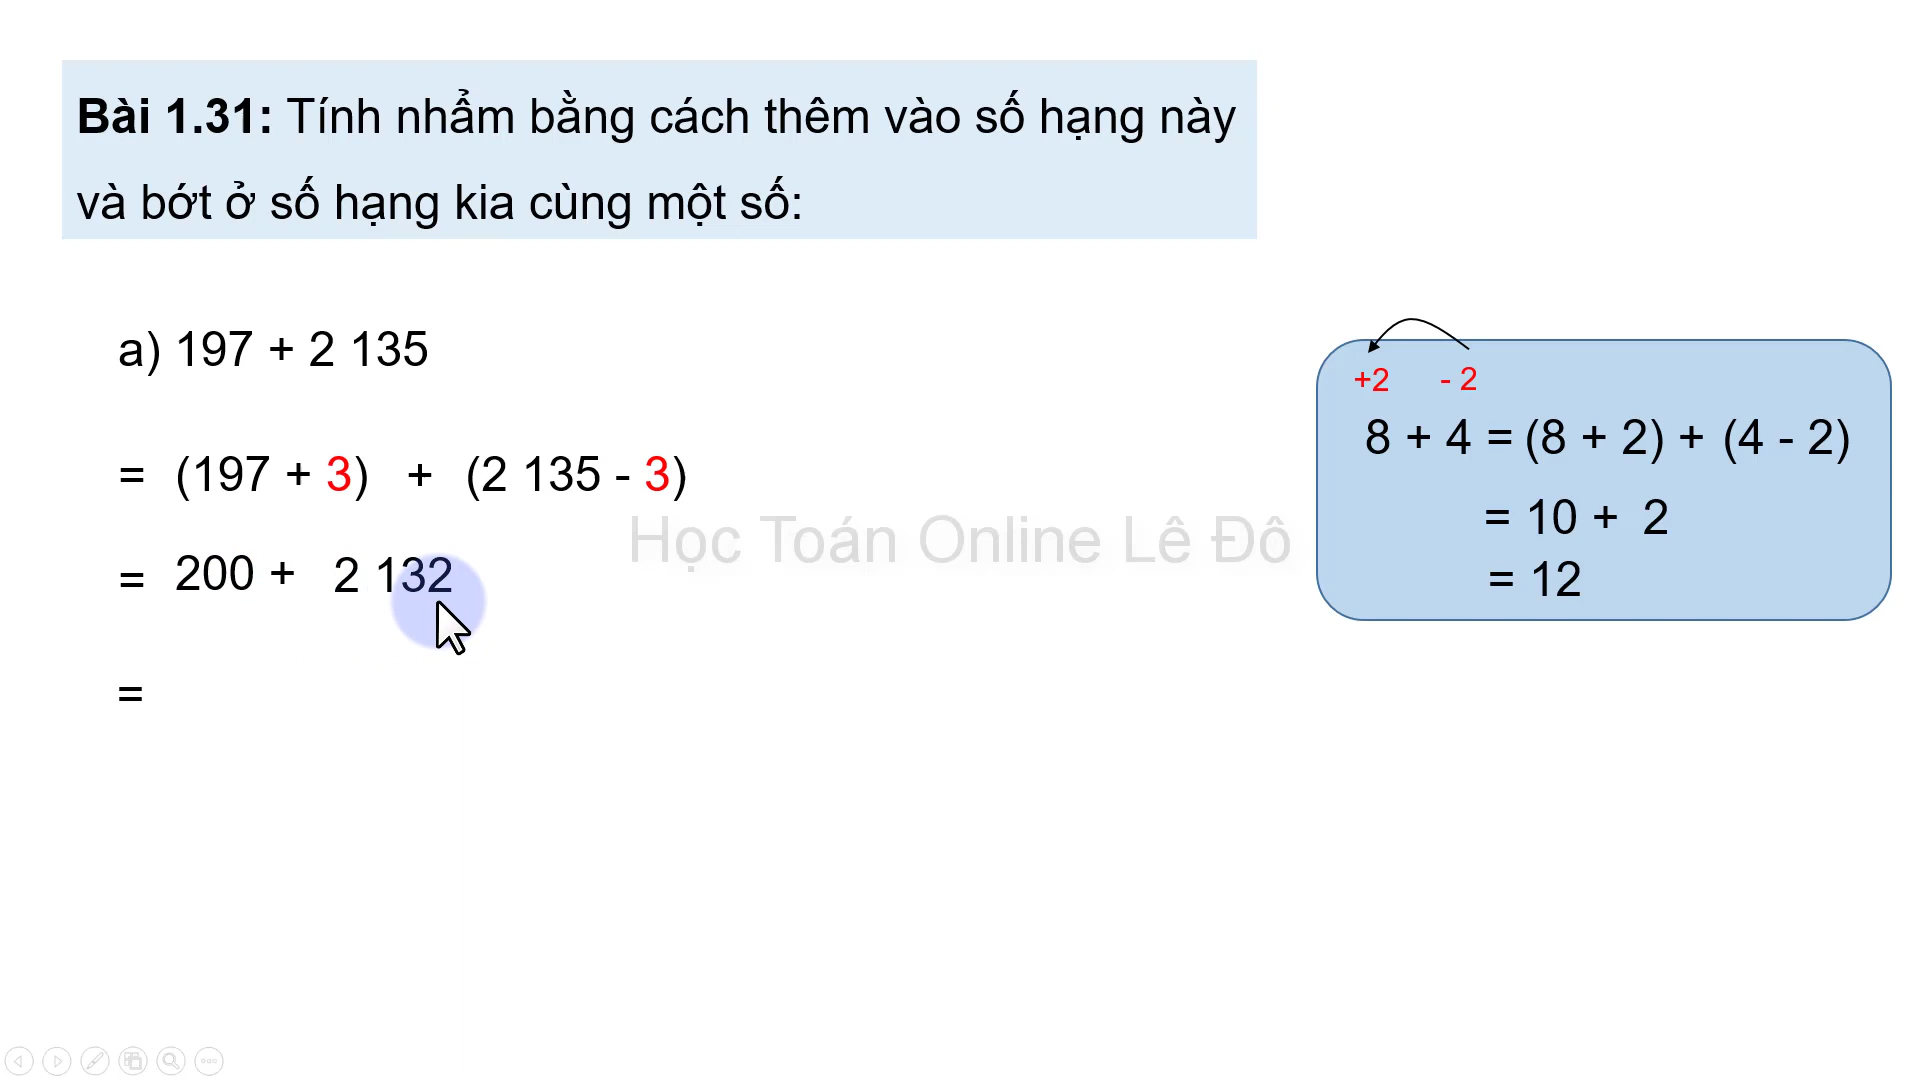 Bài 1.31: Tính nhẩm bằng cách thêm vào số hạng này
và bớt ở số hạng kia cùng một số:
a) 197 + 2 135
= (197 + 3) + (2 135 - 3)
= 200 + 2 132
=
+2 - 2
8 + 4 = (8 + 2) + (4 - 2)
= 10 + 2
= 12
Học Toán Online Lê Đô